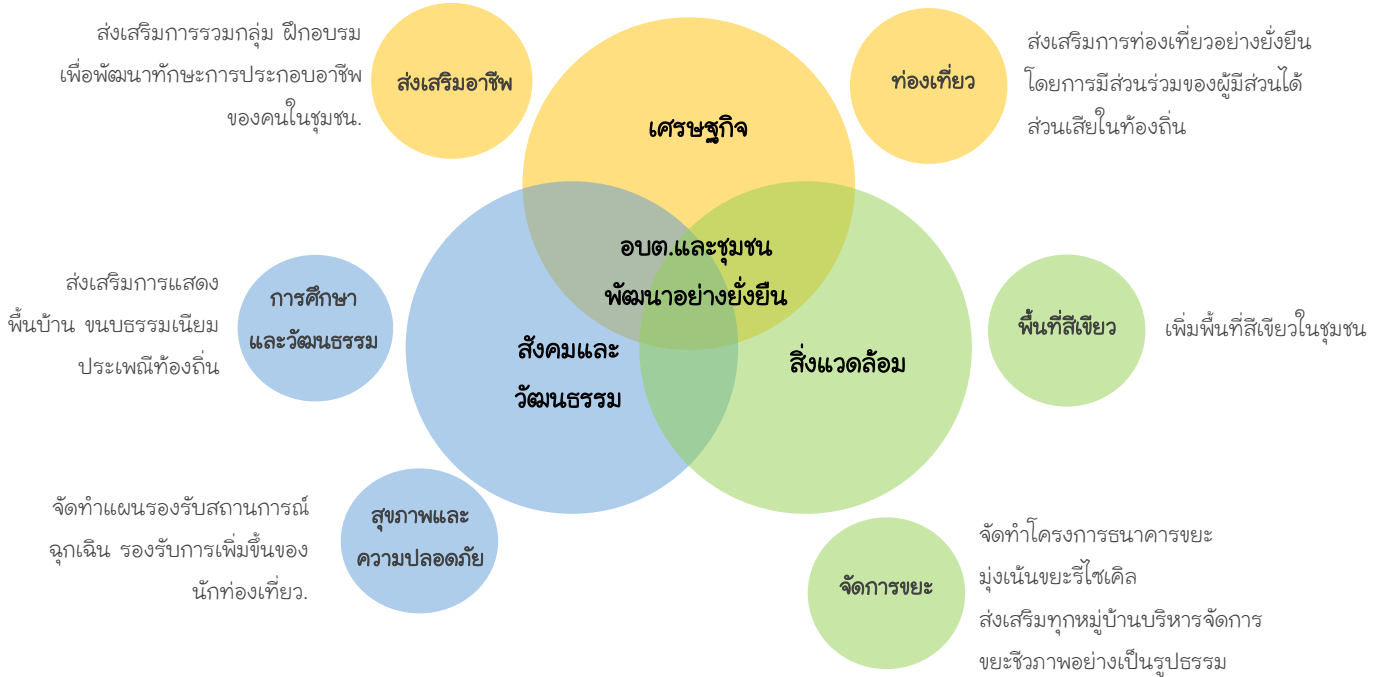 ส่งเสริมการรวมกลุ่ม ฝึกอบรม
เพื่อพัฒนาทักษะการประกอบอาชีพ
ของคนในชุมชน.
ส่งเสริมอาชีพ
เศรษฐกิจ
ท่องเที่ยว
ส่งเสริมการท่องเที่ยวอย่างยั่งยืน
โดยการมีส่วนร่วมของผู้มีส่วนได้
ส่วนเสียในท้องถิ่น
อบต.และชุมชน
พัฒนาอย่างยั่งยืน
ส่งเสริมการแสดง
พื้นบ้าน ขนบธรรมเนียม
ประเพณีท้องถิ่น
การศึกษา
และวัฒนธรรม
สังคมและ
วัฒนธรรม
สิ่งแวดล้อม
พื้นที่สีเขียว
เพิ่มพื้นที่สีเขียวในชุมชน
จัดทำแผนรองรับสถานการณ์
ฉุกเฉิน รองรับการเพิ่มขึ้นของ
นักท่องเที่ยว.
สุขภาพและ
ความปลอดภัย
จัดการขยะ
จัดทำโครงการธนาคารขยะ
มุ่งเน้นขยะรีไซเคิล
ส่งเสริมทุกหมู่บ้านบริหารจัดการ
ขยะชีวภาพอย่างเป็นรูปธรรม